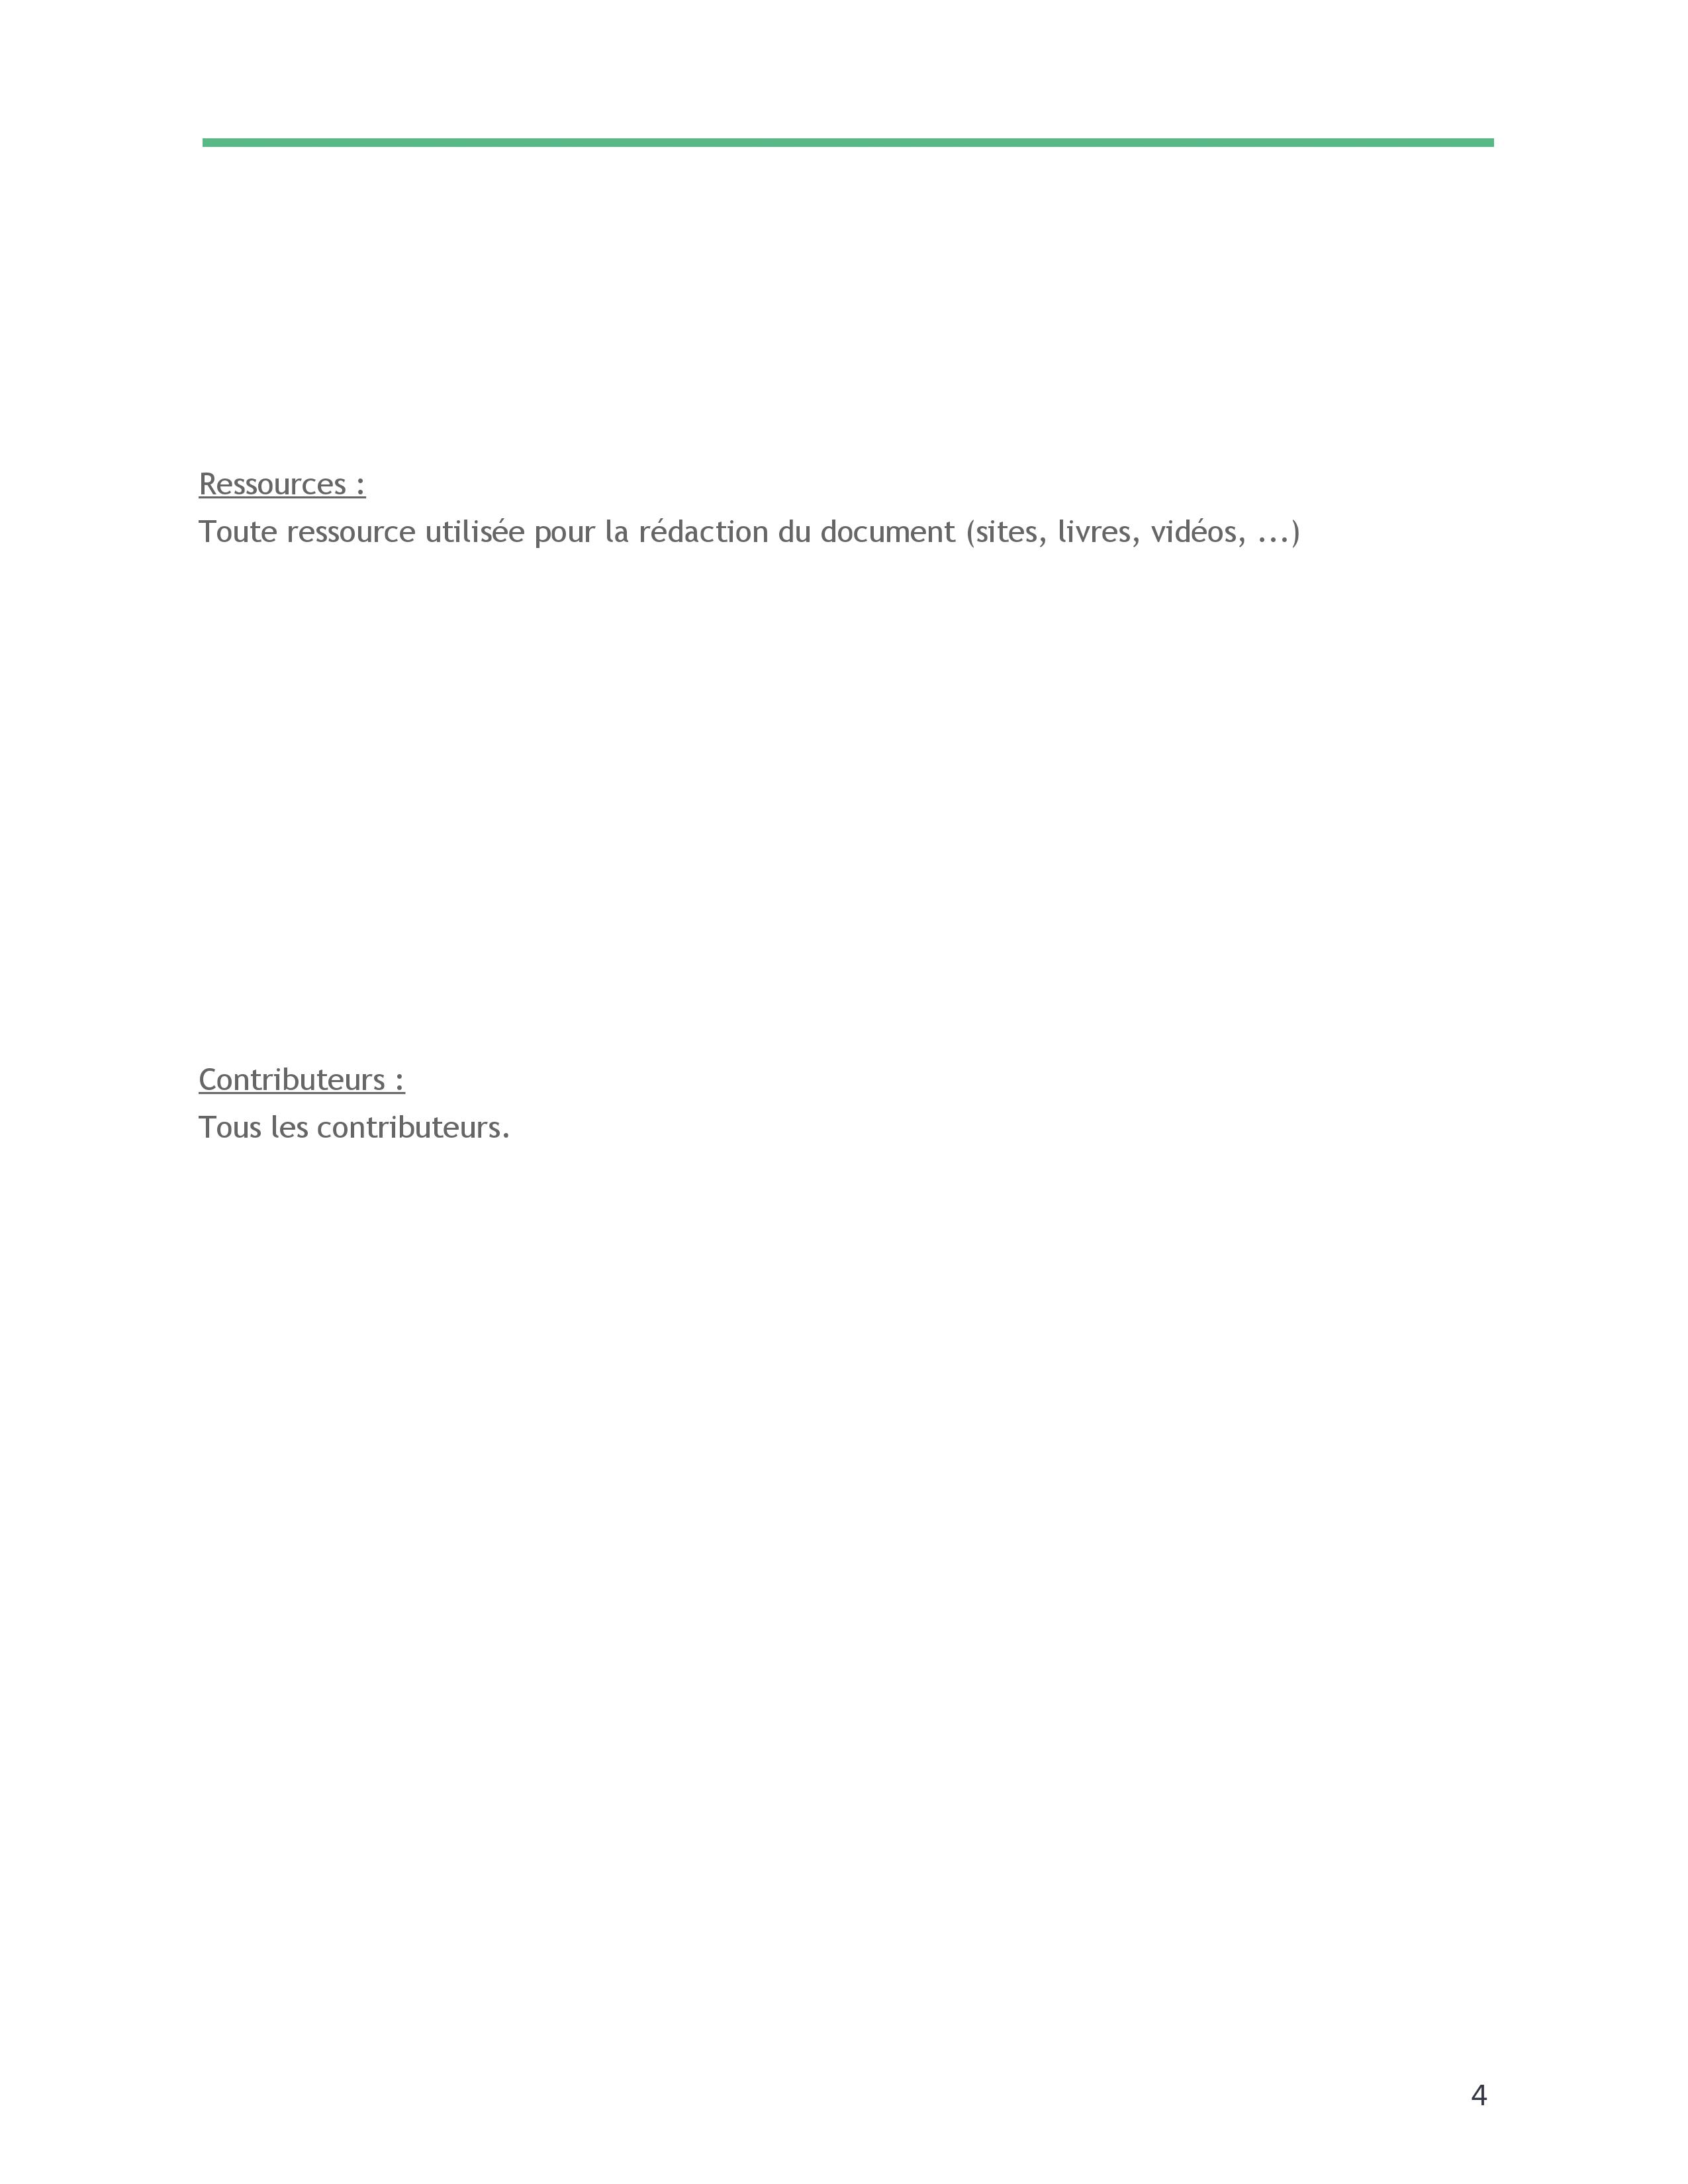 Ressources :
Toute ressource utilisée pour la rédaction du document (sites, livres, vidéos, ...)
Contributeurs :
Tous les contributeurs.
4